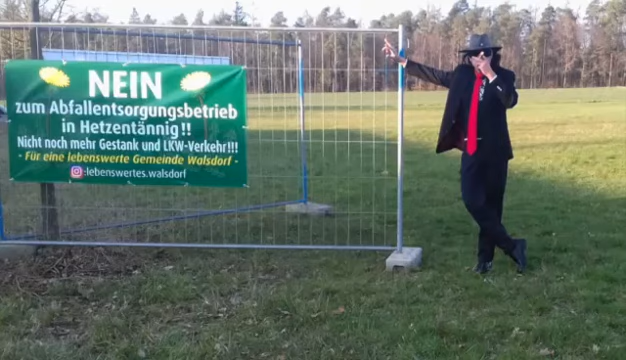 NEIN
zum Abfallentsorgungsbetrieb
in Hetzentännig!!
Nicht noch mehr Gestank und LKW-Verkehr!!!
- Für eine lebenswerte Gemeinde Walsdorf -
:lebenswertes.walsdorf